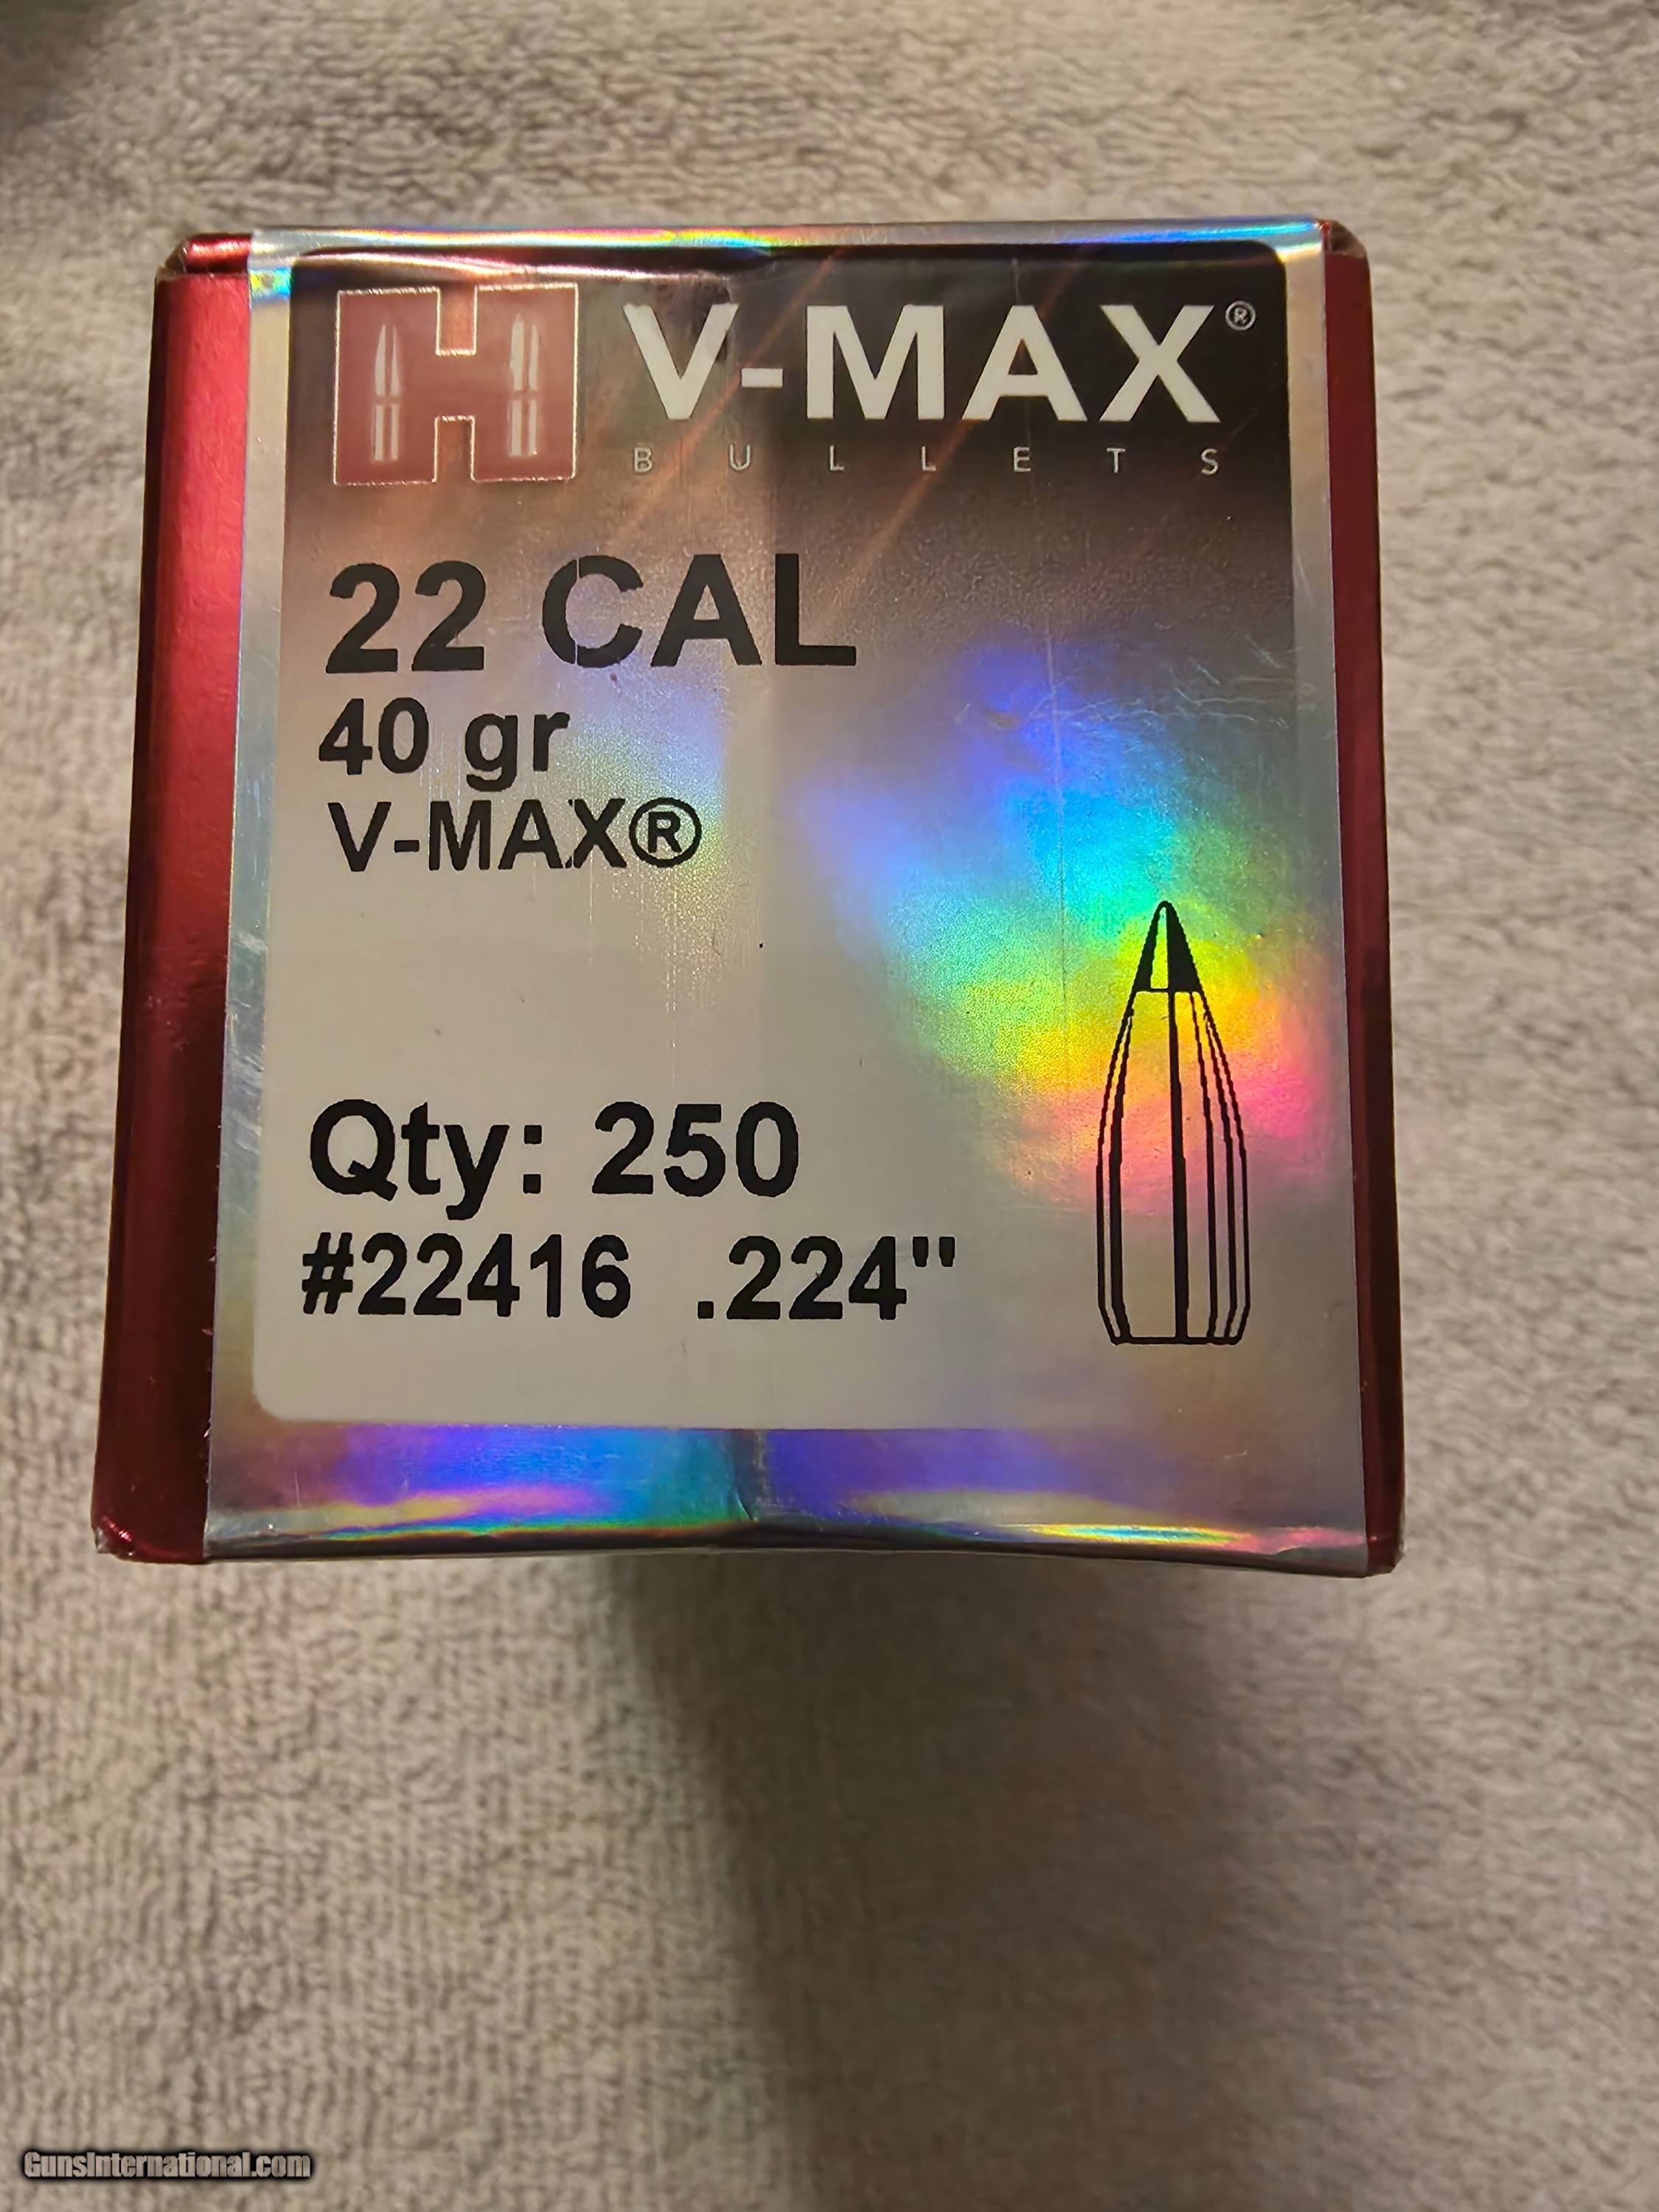 H V-MAX®
BULLETS
22 CAL
40 gr
V-MAX®
Qty: 250
#22416 .224"
GunsInternational.com